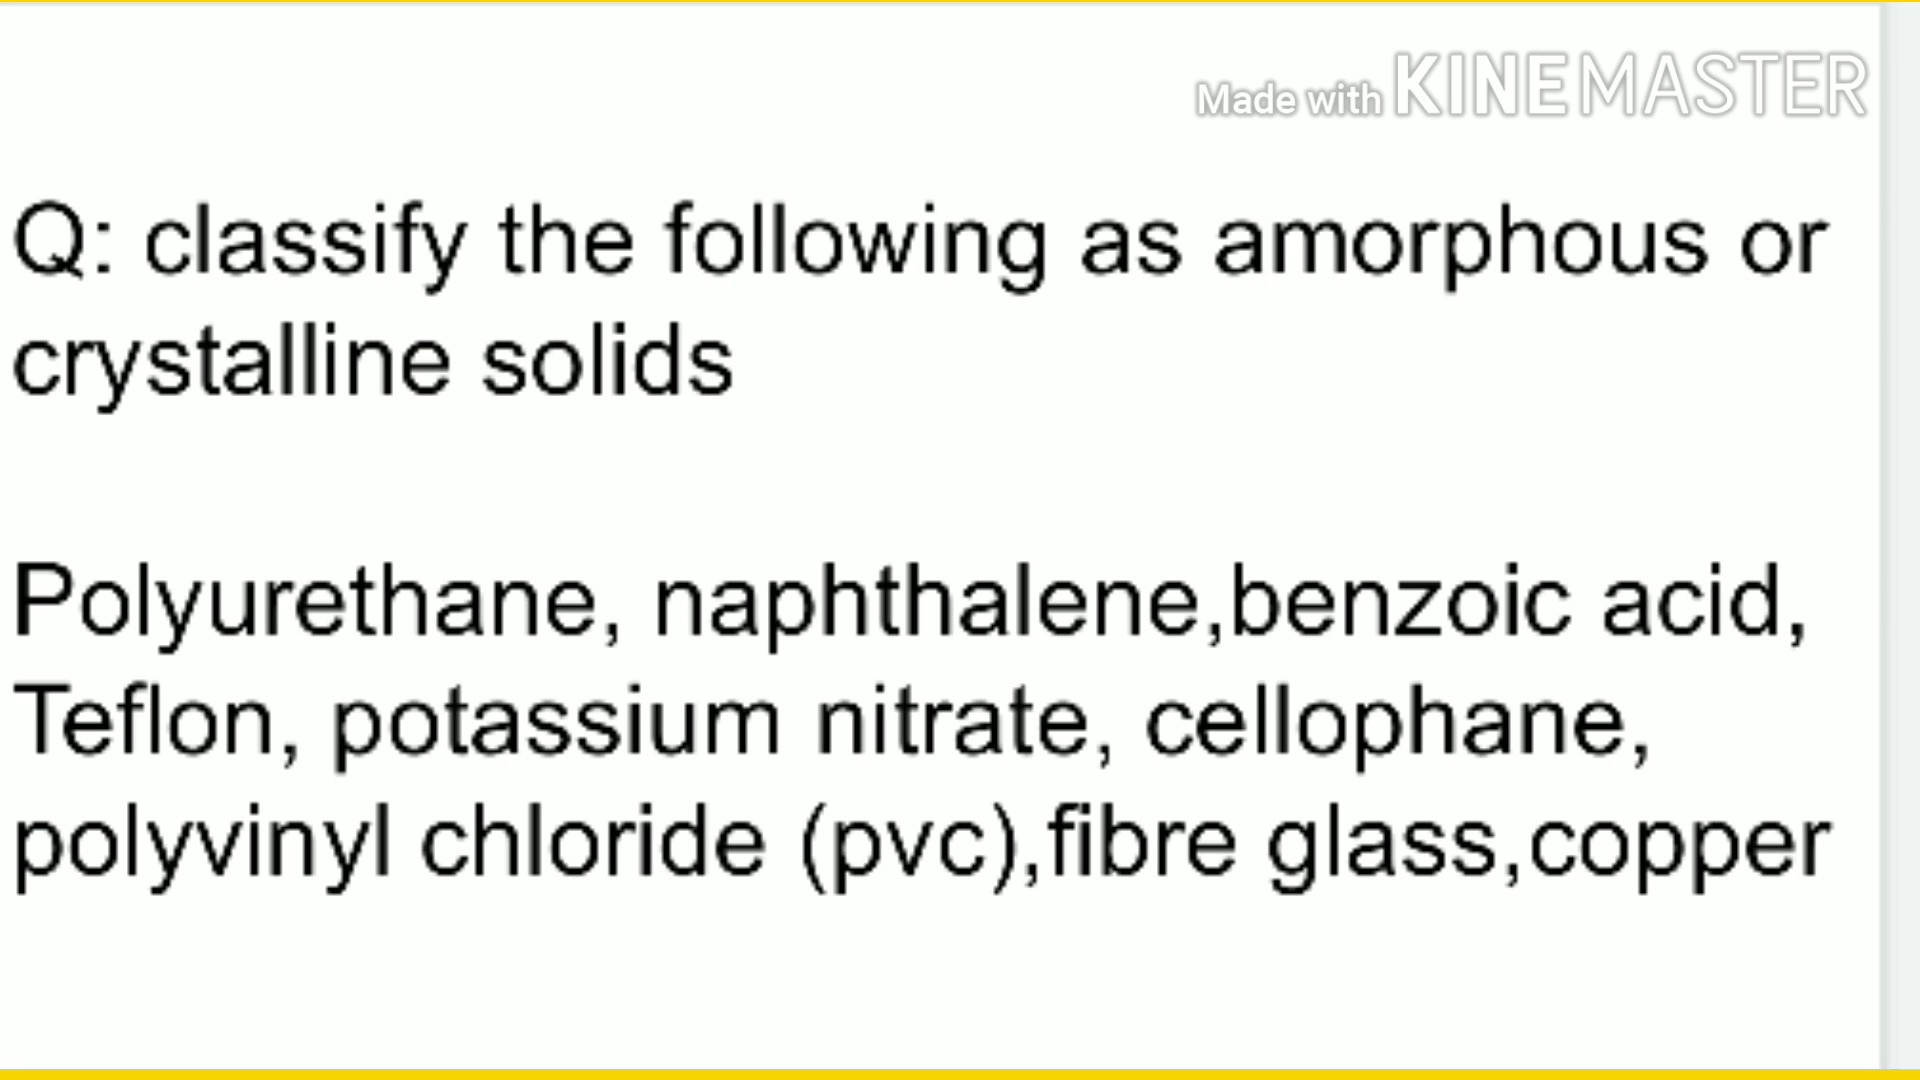 Made with KINEMASTER
Q: classify the following as amorphous or
crystalline solids
Polyurethane, naphthalene,benzoic acid,
Teflon, potassium nitrate, cellophane,
polyvinyl chloride (pvc),fibre glass,copper